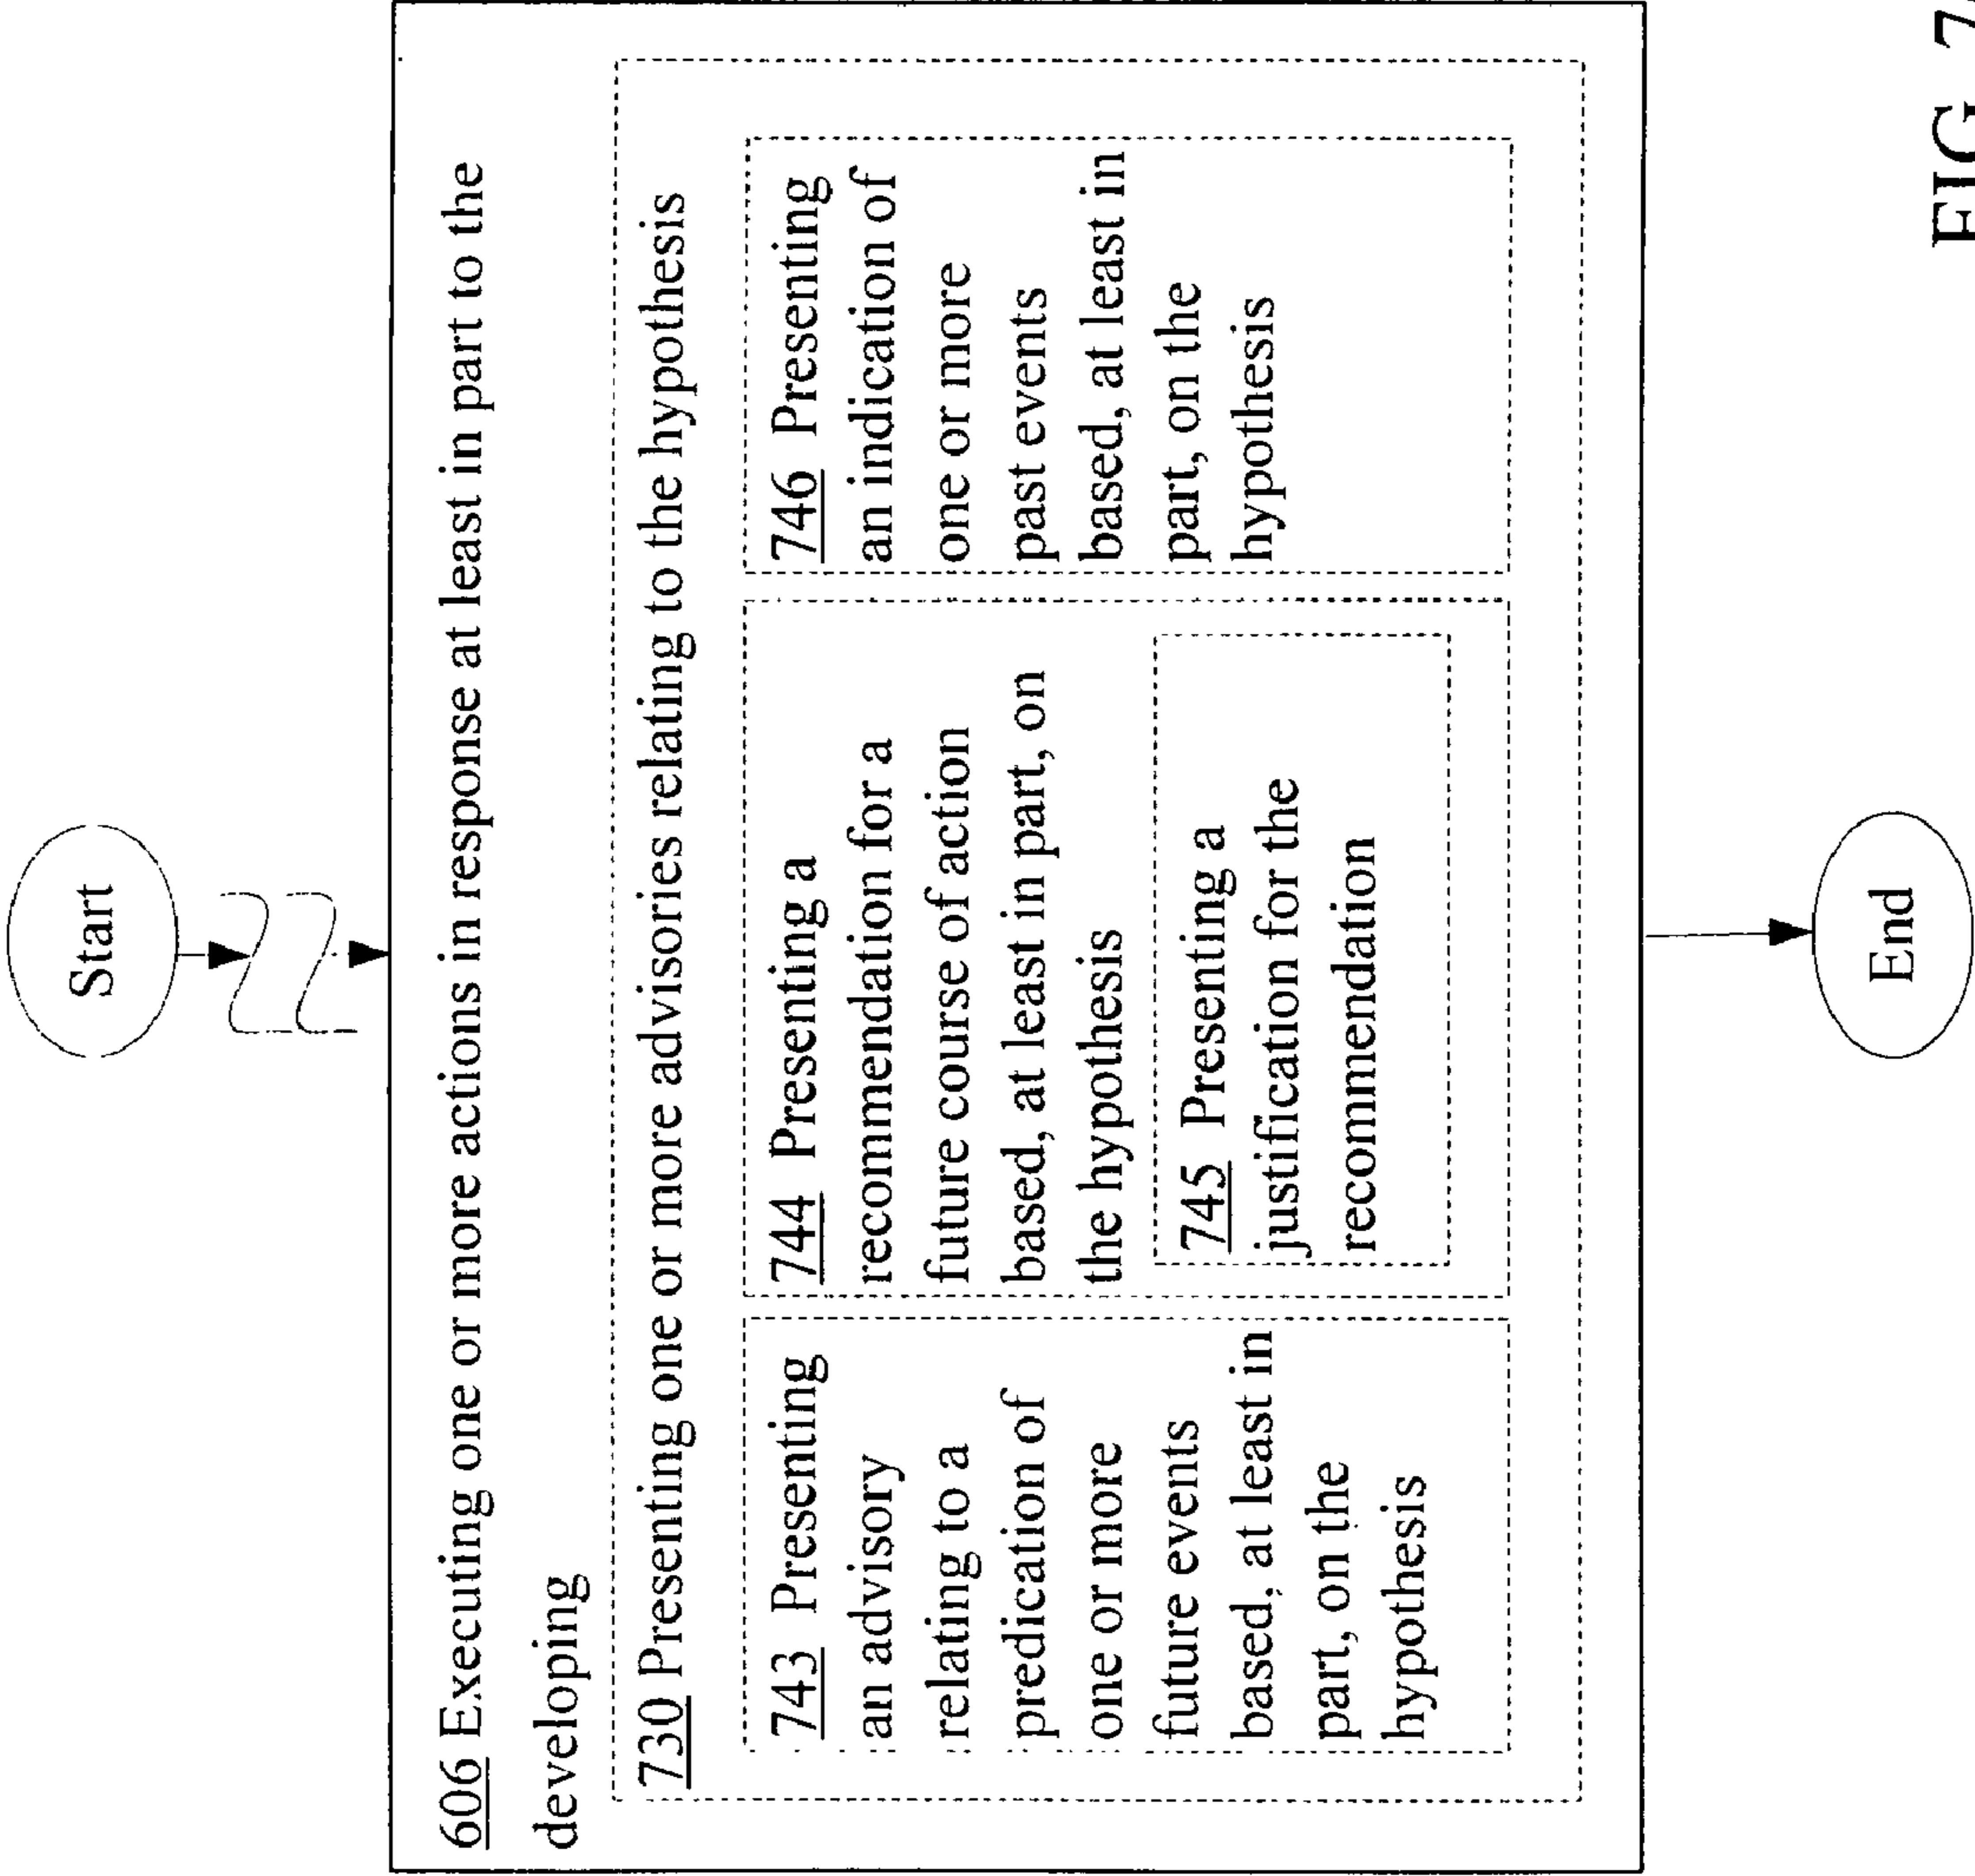 Start
606 Executing one or more actions in response at least in part to the
developing
730 Presenting one or more advisories relating to the hypothesis
743 Presenting
an advisory
relating to a
predication of
one or more
future events
based, at least in
part, on the
hypothesis
744 Presenting a
recommendation for a
future course of action
based, at least in part, on
the hypothesis
745 Presenting a
justification for the
recommendation
746 Presenting
an indication of
one or more
past events
based, at least in
part, on the
hypothesis
End
FIG